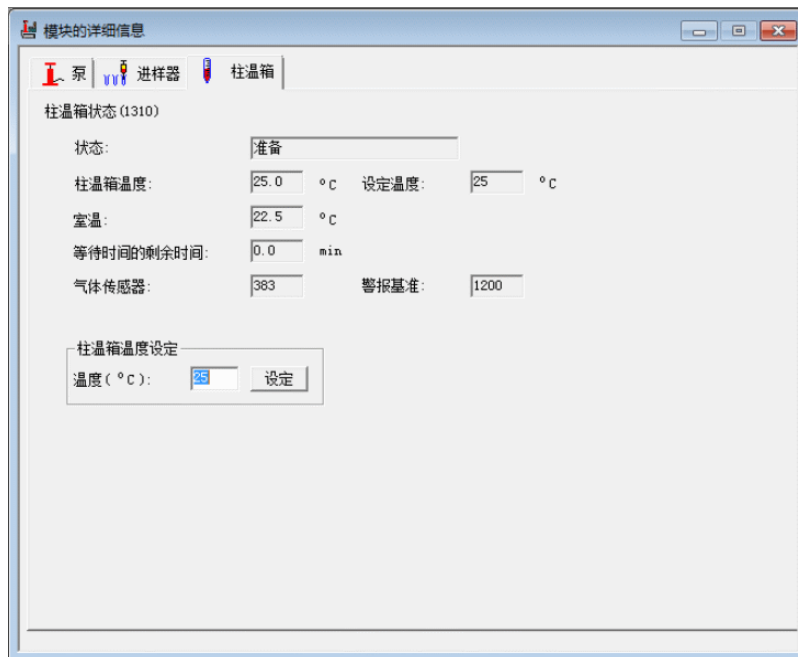 模块的详细信息
泵 进样器 柱温箱
柱温箱状态(1310)
状态: 准备
柱温箱温度: 25.0 °C 设定温度: 25 °C
室温: 22.5 °C
等待时间的剩余时间: 0.0 min
气体传感器: 383 警报基准: 1200
柱温箱温度设定
温度(°C): 25 设定